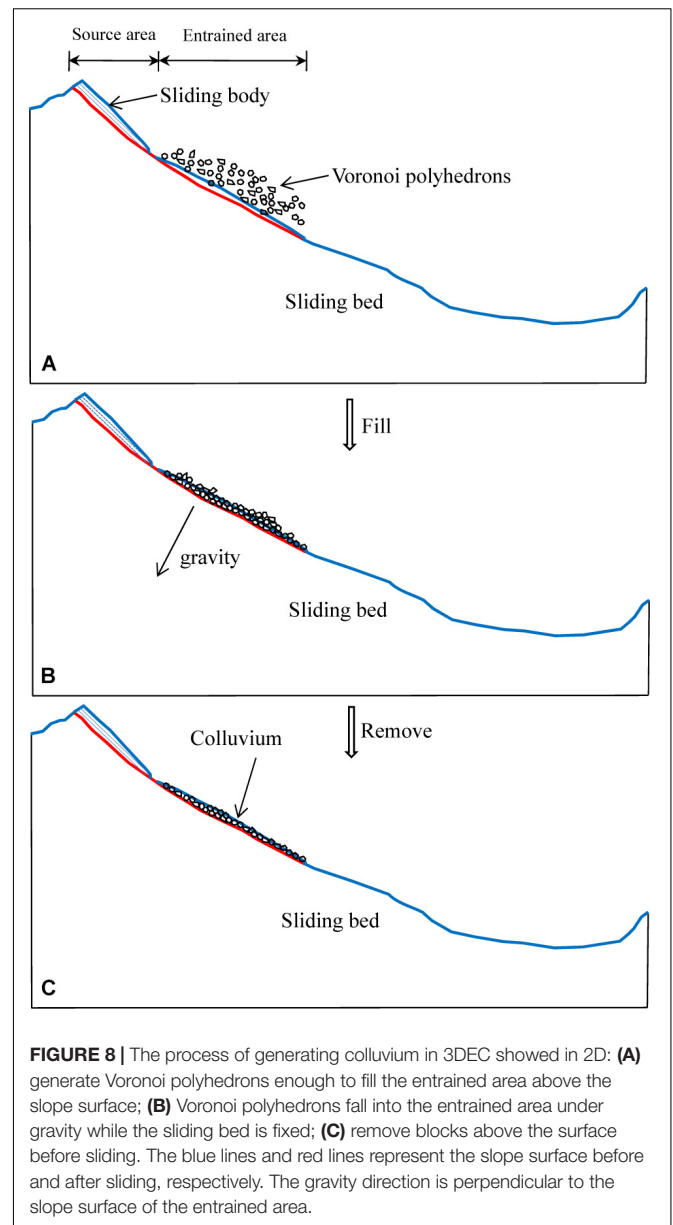 Source area Entrained area
Sliding body
Voronoi polyhedrons
Sliding bed
A
Fill
gravity
Sliding bed
B
Remove
Colluvium
Sliding bed
C
FIGURE 8 | The process of generating colluvium in 3DEC showed in 2D: (A)
generate Voronoi polyhedrons enough to fill the entrained area above the
slope surface; (B) Voronoi polyhedrons fall into the entrained area under
gravity while the sliding bed is fixed; (C) remove blocks above the surface
before sliding. The blue lines and red lines represent the slope surface before
and after sliding, respectively. The gravity direction is perpendicular to the
slope surface of the entrained area.